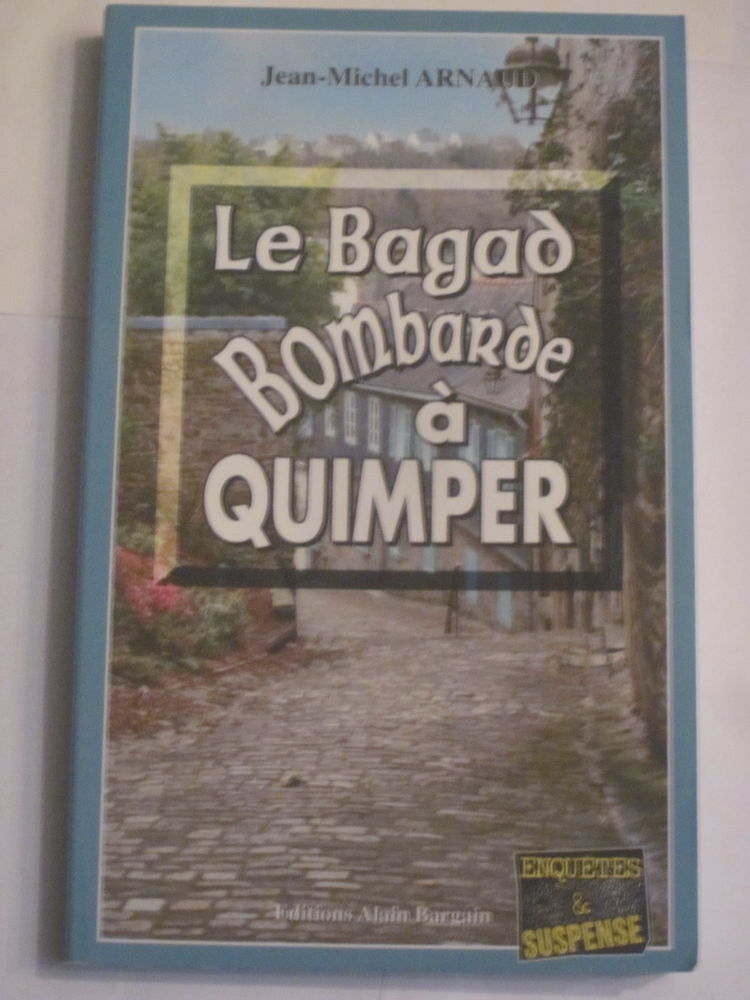 Jean-Michel ARNAUD
Le Bagad
Bombarde
à
QUIMPER
ENQUETES
&
SUSPENSE
Editions Alain Bargain